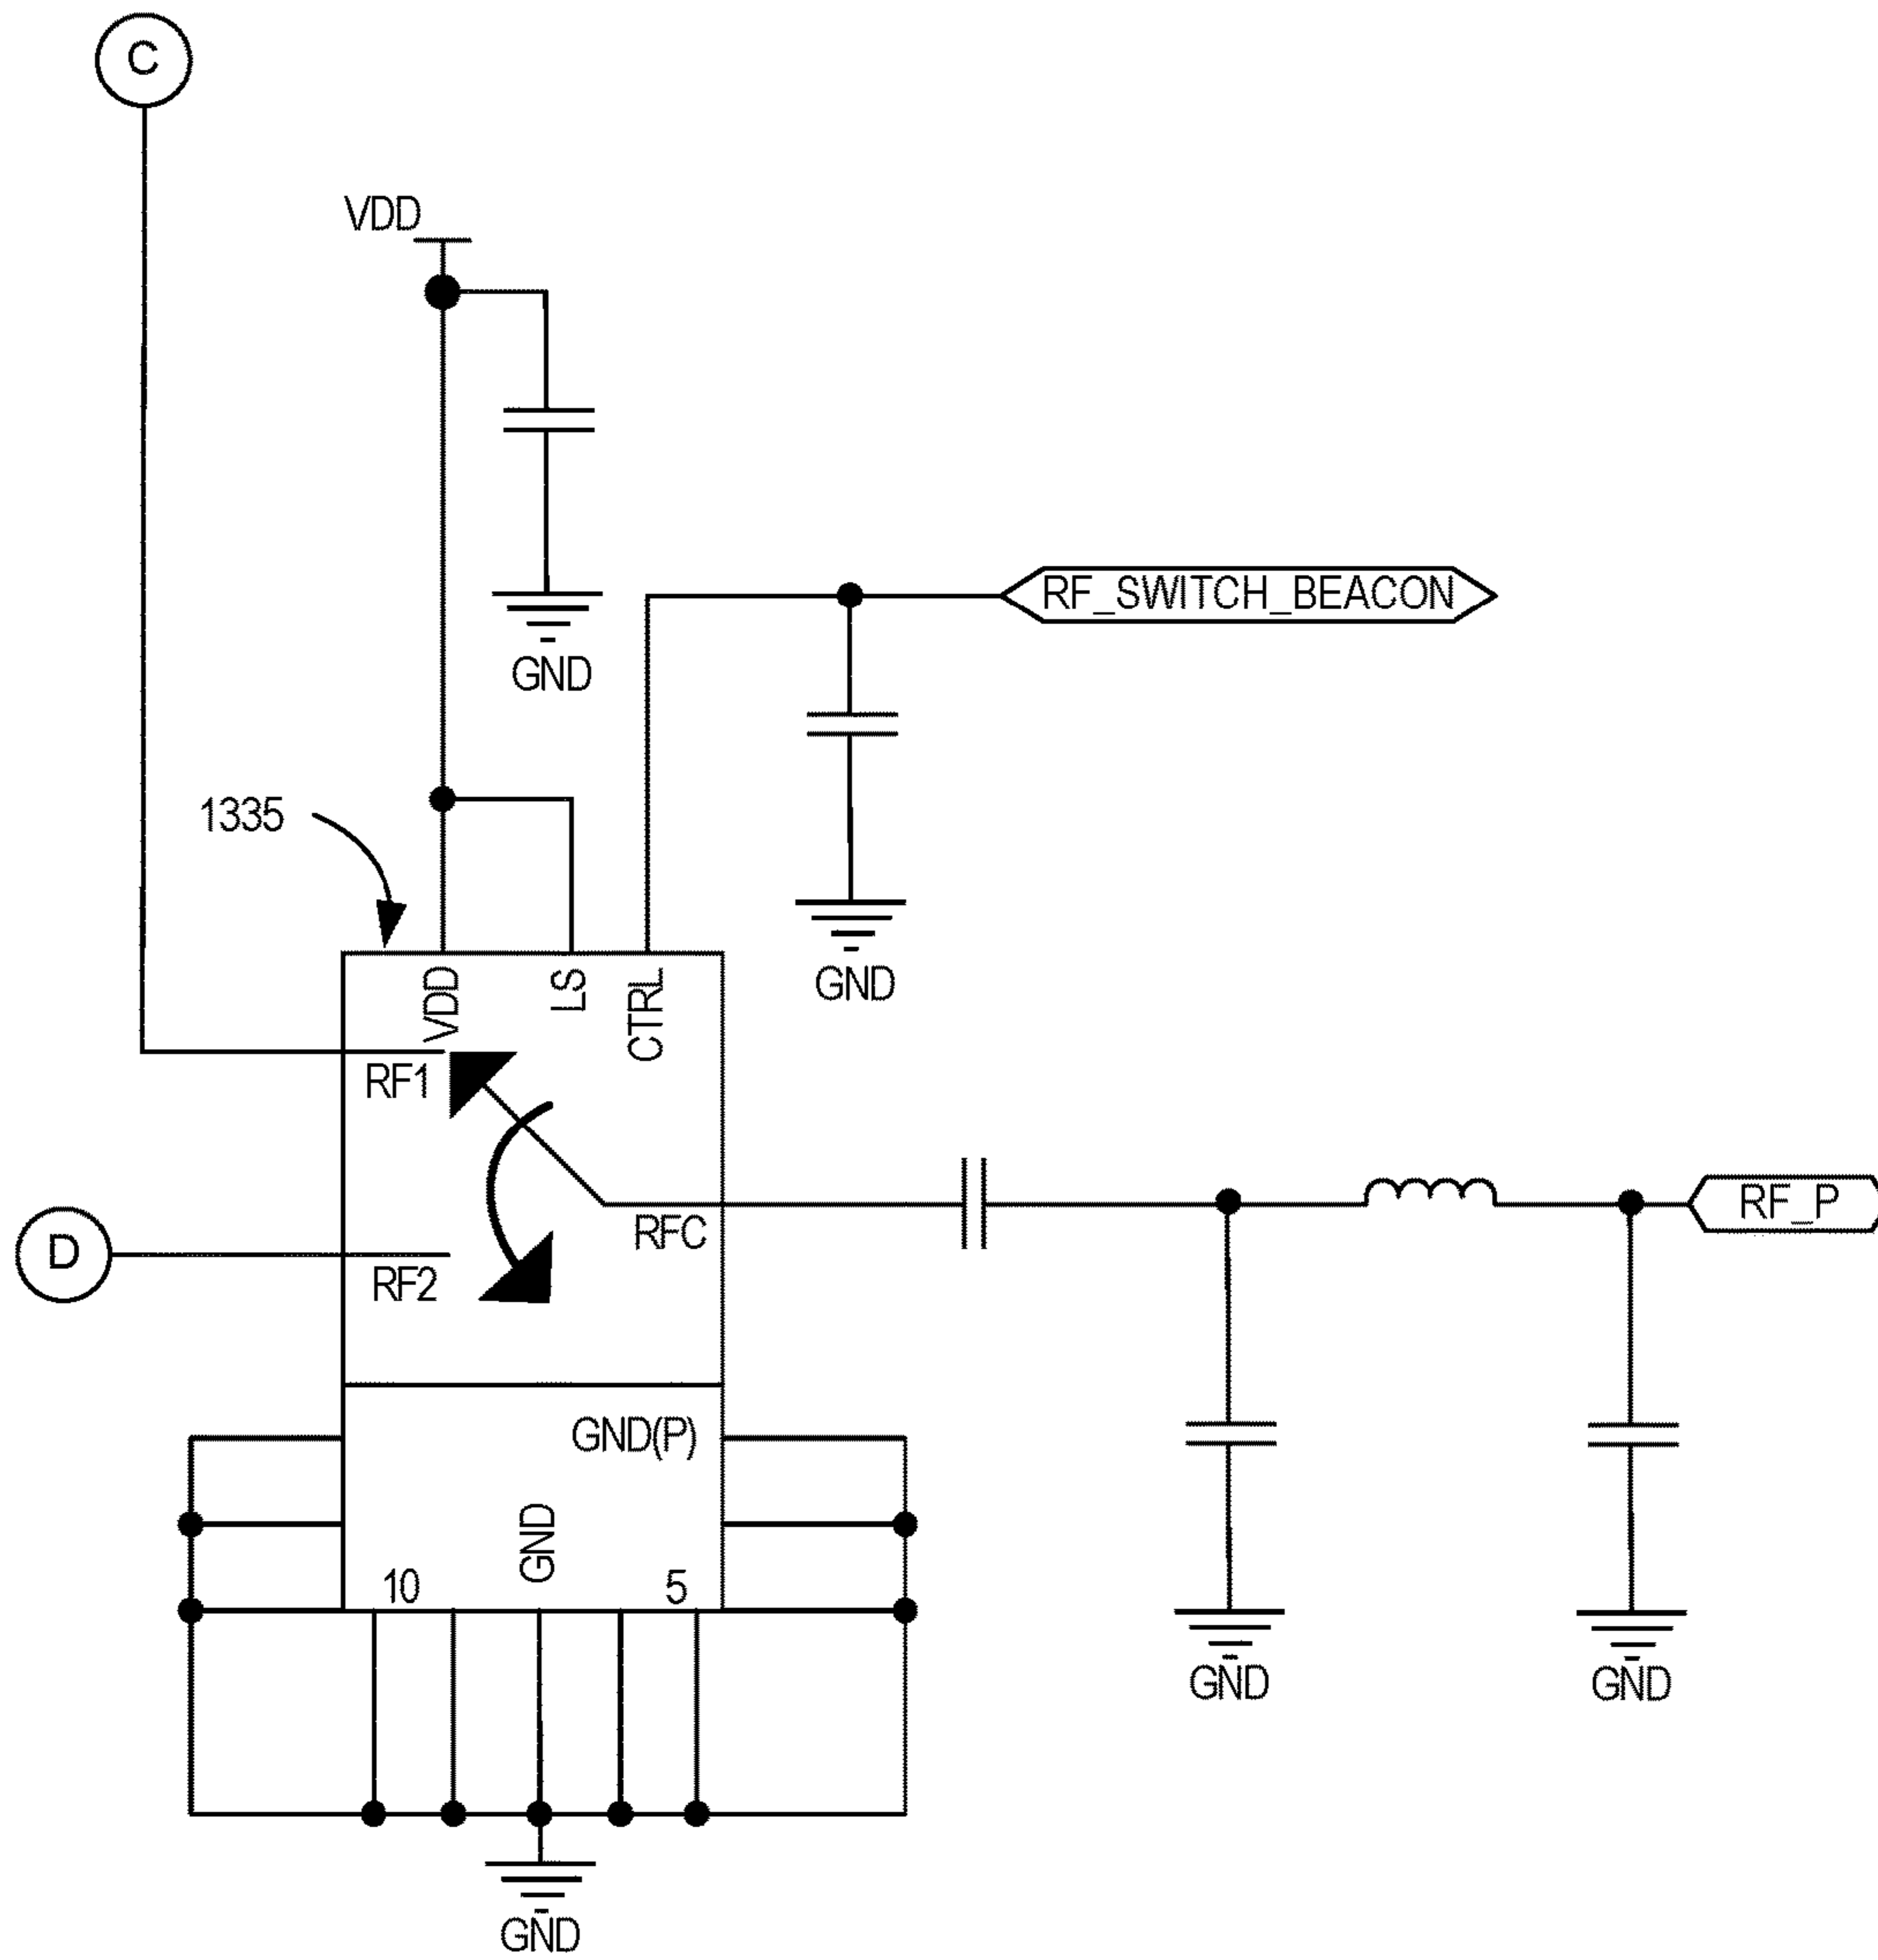 C
VDD
RF_SWITCH_BEACON
GND
1335
VDD
LS
CTRL
GND
RF1
RF_P
RFC
D
RF2
GND(P)
GND
10
5
GND
GND
GND